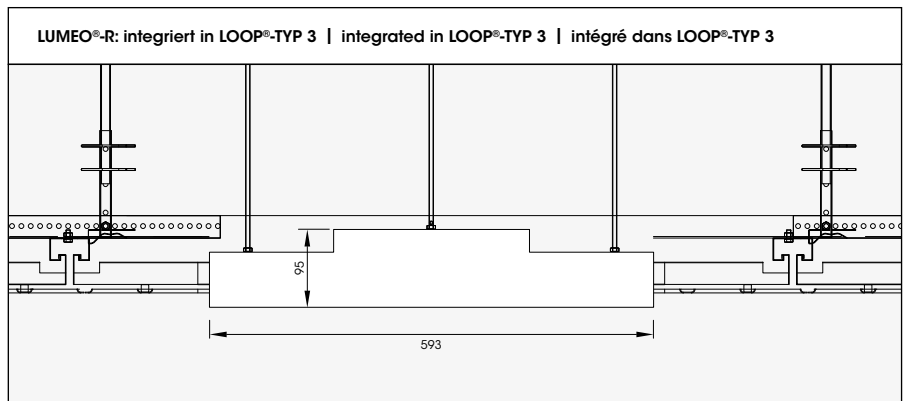 LUMEO®-R: integriert in LOOP®-TYP 3 | integrated in LOOP®-TYP 3 | intégré dans LOOP®-TYP 3
95
593